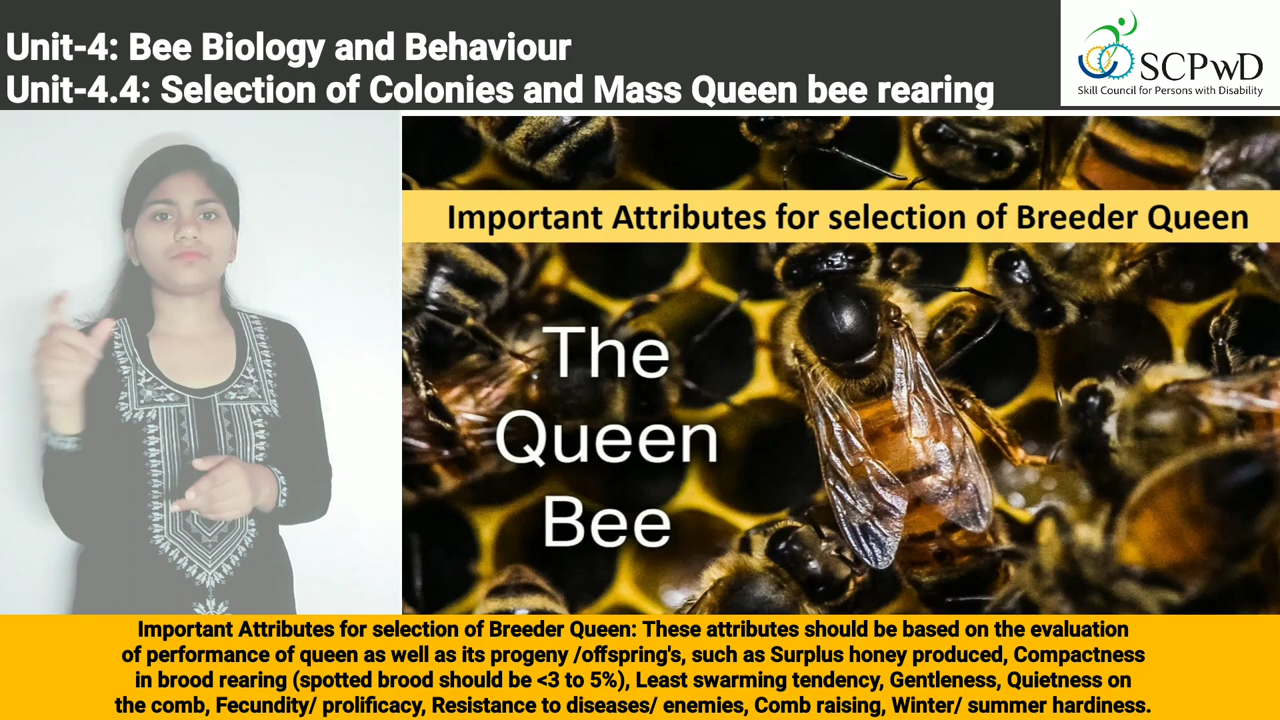 Unit-4: Bee Biology and Behaviour
Unit-4.4: Selection of Colonies and Mass Queen bee rearing
SCPwD
Skill Council for Persons with Disability
Important Attributes for selection of Breeder Queen
The
Queen
Bee
Important Attributes for selection of Breeder Queen: These attributes should be based on the evaluation
of performance of queen as well as its progeny /offspring's, such as Surplus honey produced, Compactness
in brood rearing (spotted brood should be <3 to 5%), Least swarming tendency, Gentleness, Quietness on
the comb, Fecundity/ prolificacy, Resistance to diseases/ enemies, Comb raising, Winter/ summer hardiness.